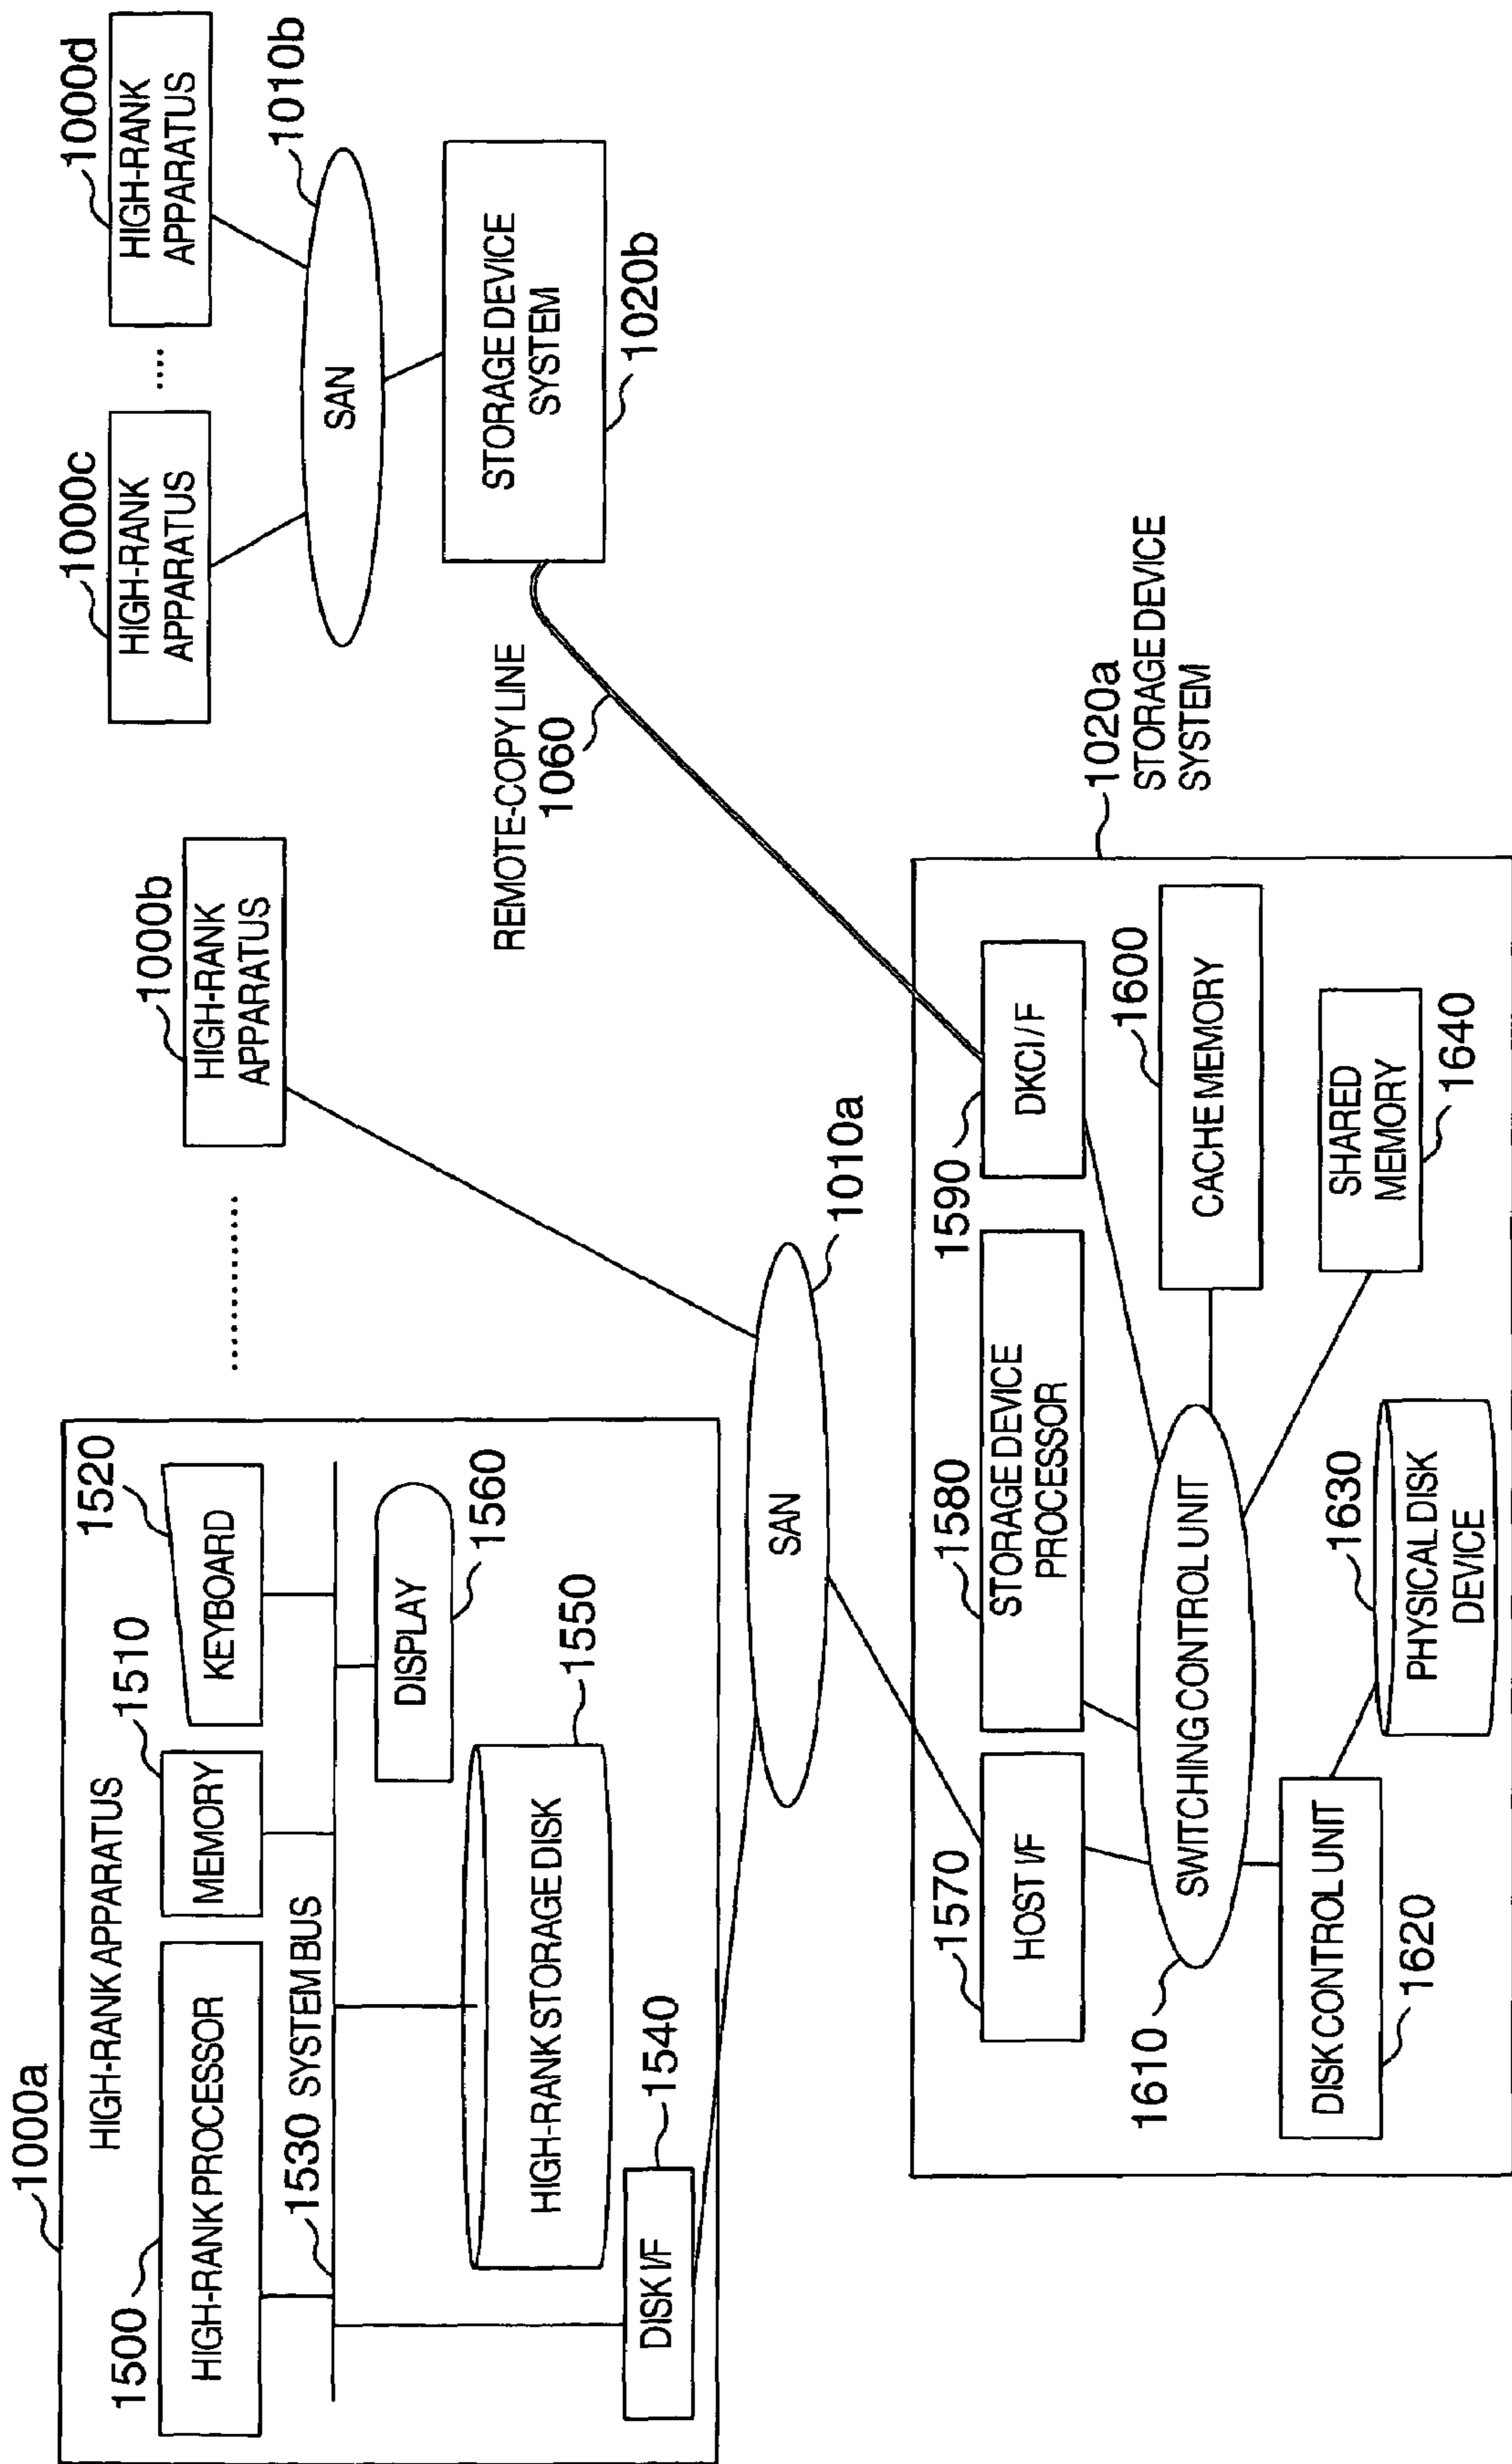 1000a
HIGH-RANK APPARATUS
1500
HIGH-RANK PROCESSOR
1510
MEMORY
1520
KEYBOARD
1530 SYSTEM BUS
DISPLAY
1560
HIGH-RANK STORAGE DISK
1550
DISK I/F
1540
............
1000b
HIGH-RANK
APPARATUS
1000c
HIGH-RANK
APPARATUS
....
1000d
HIGH-RANK
APPARATUS
SAN
1010b
STORAGE DEVICE
SYSTEM
1020b
REMOTE-COPY LINE
1060
SAN
1010a
1020a
STORAGE DEVICE
SYSTEM
1570
HOST I/F
1580
STORAGE DEVICE
PROCESSOR
1590
DKC I/F
1600
CACHE MEMORY
1610
SWITCHING CONTROL UNIT
SHARED
MEMORY
1640
DISK CONTROL UNIT
1620
1630
PHYSICAL DISK
DEVICE